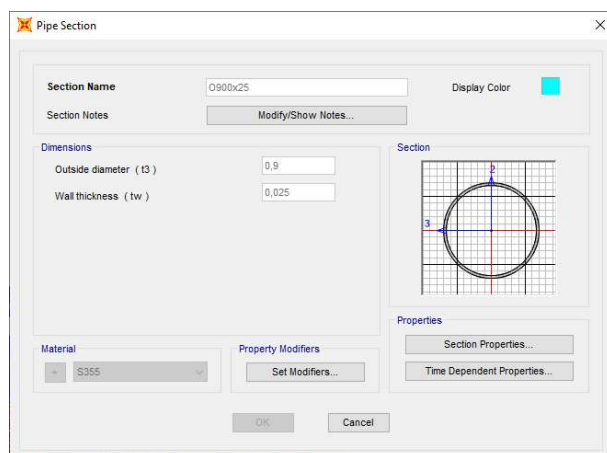 Pipe Section
Section Name
O900x25
Display Color
Section Notes
Modify/Show Notes...
Dimensions
Outside diameter ( t3 )
0,9
Wall thickness ( tw )
0,025
Section
2
3
Properties
Section Properties...
Time Dependent Properties...
Material
+
S355
Property Modifiers
Set Modifiers...
OK
Cancel